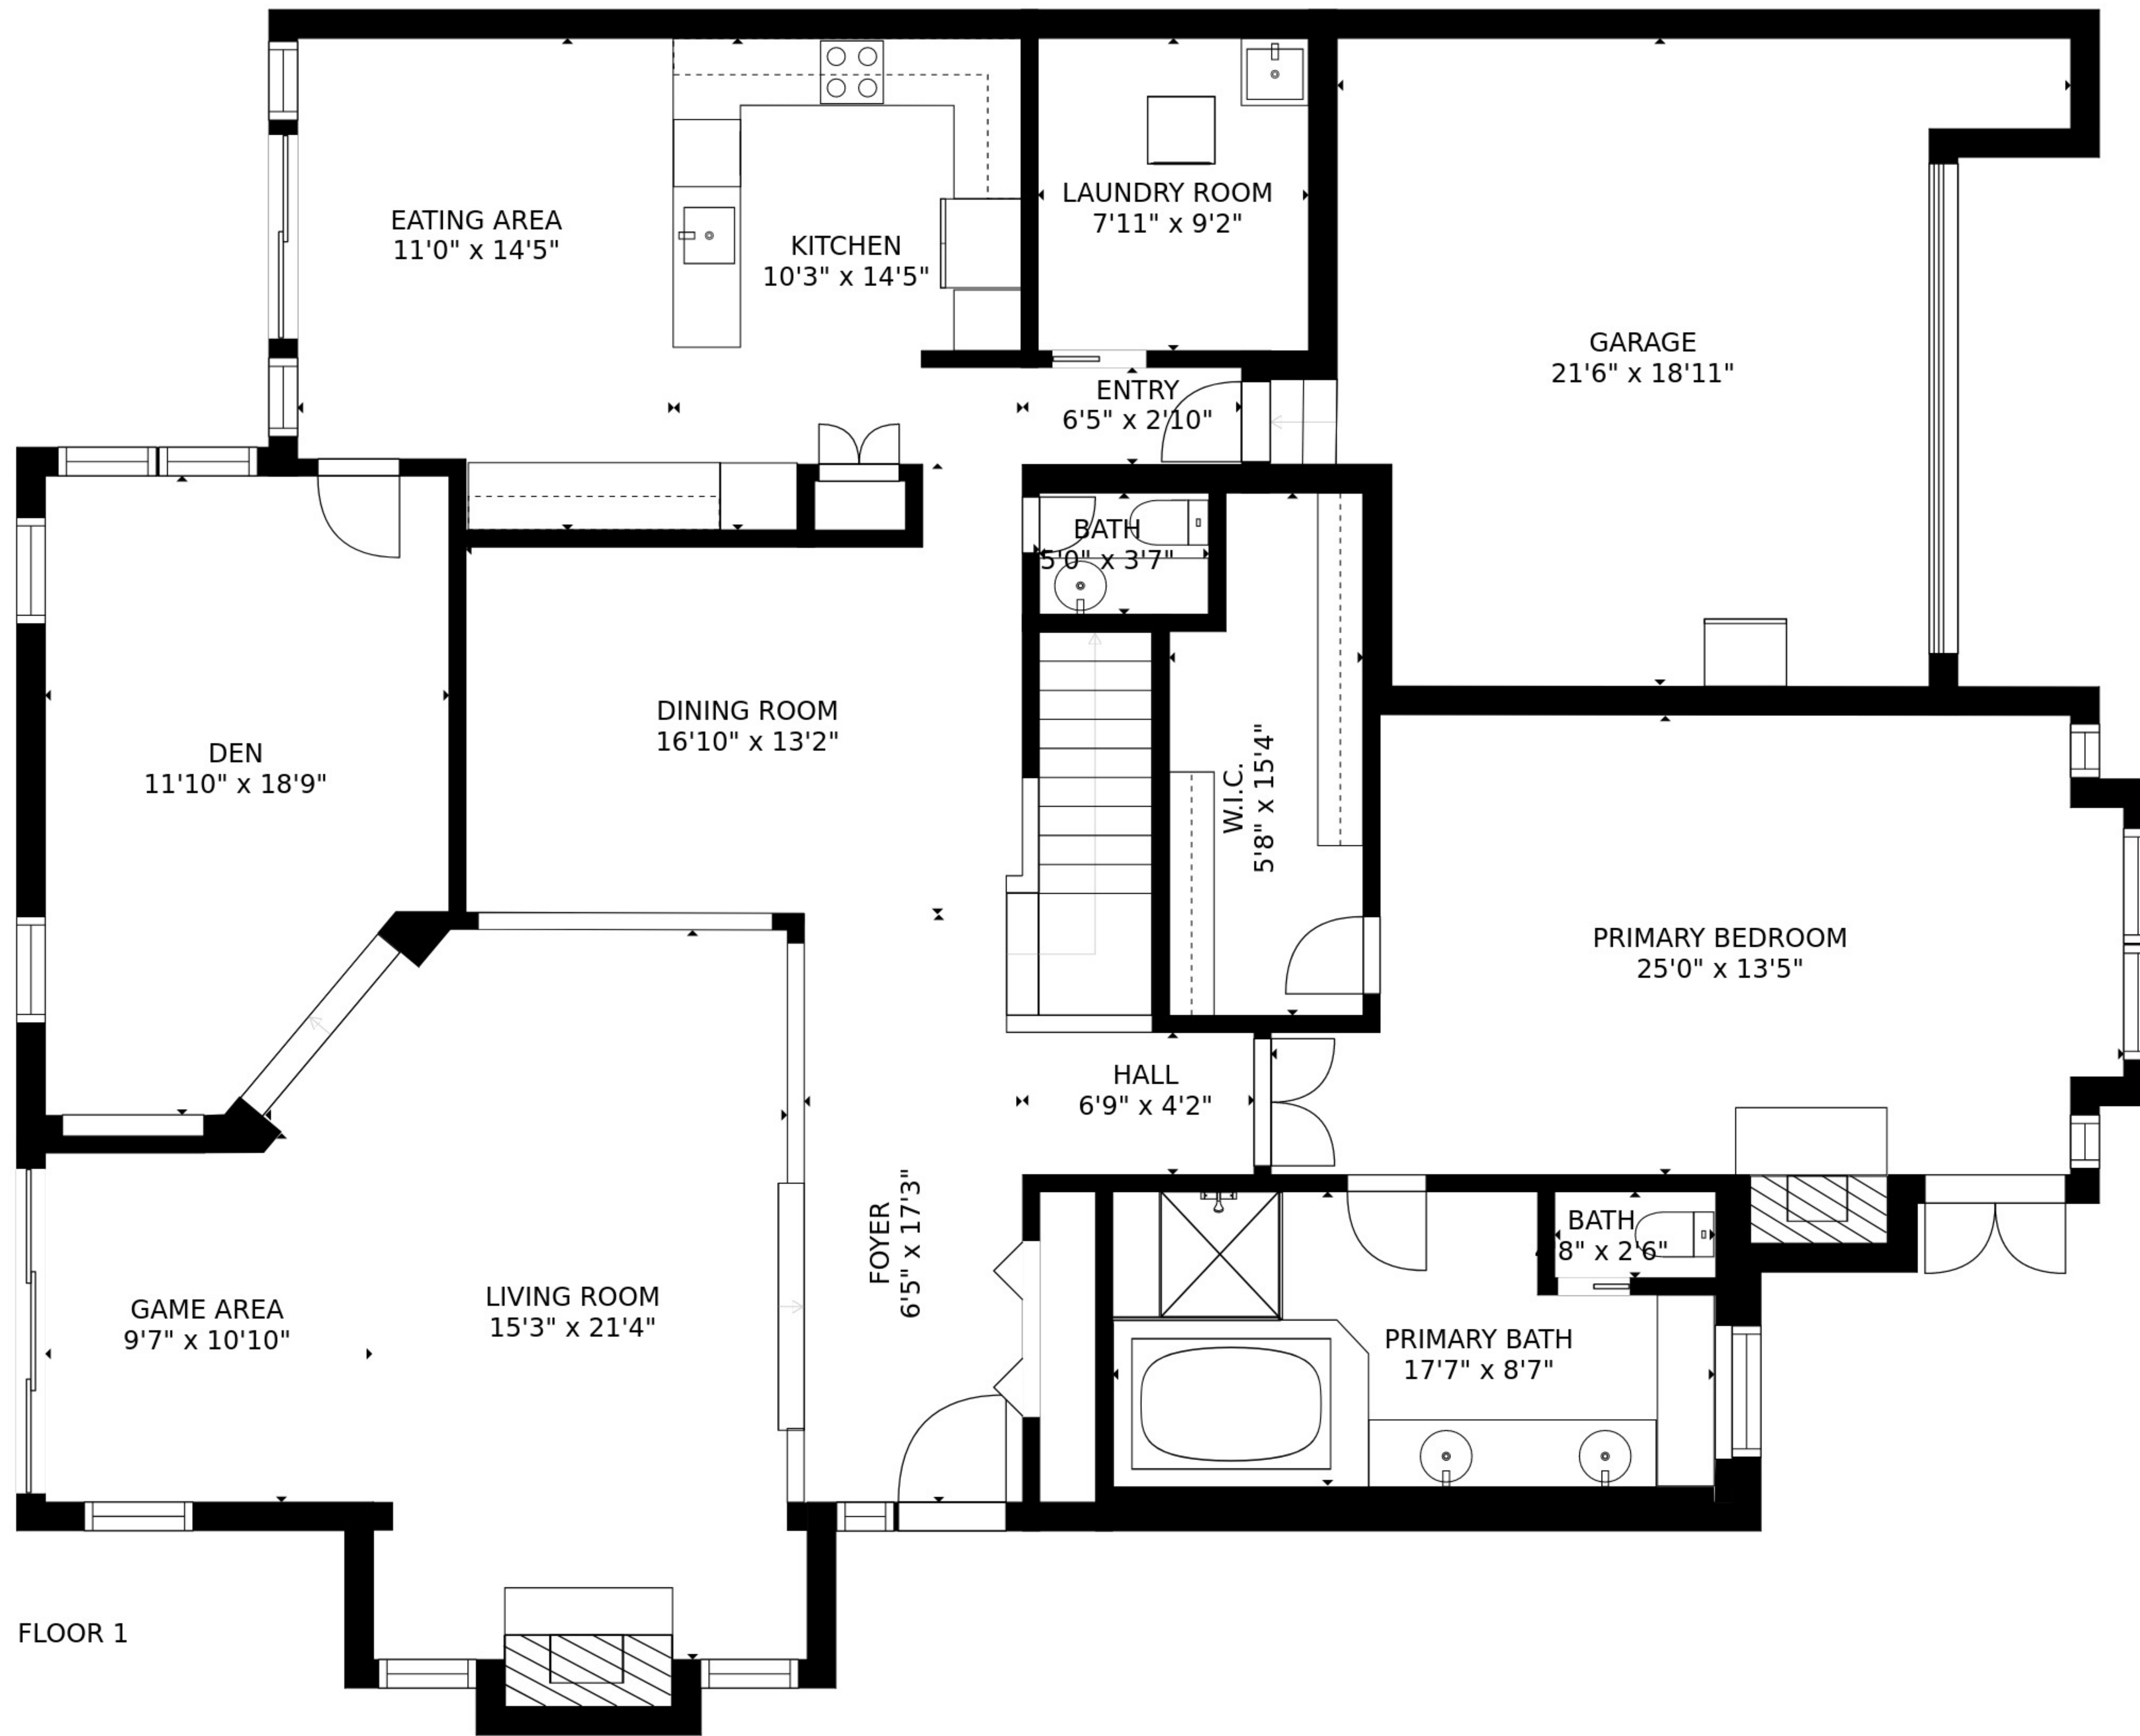 EATING AREA
11'0" x 14'5"
KITCHEN
10'3" x 14'5"
LAUNDRY ROOM
7'11" x 9'2"
GARAGE
21'6" x 18'11"
ENTRY
6'5" x 2'10"
BATH
5'0" x 3'7"
DINING ROOM
16'10" x 13'2"
DEN
11'10" x 18'9"
W.I.C.
5'8" x 15'4"
PRIMARY BEDROOM
25'0" x 13'5"
HALL
6'9" x 4'2"
FOYER
6'5" x 17'3"
BATH
8" x 2'6"
GAME AREA
9'7" x 10'10"
LIVING ROOM
15'3" x 21'4"
PRIMARY BATH
17'7" x 8'7"
FLOOR 1